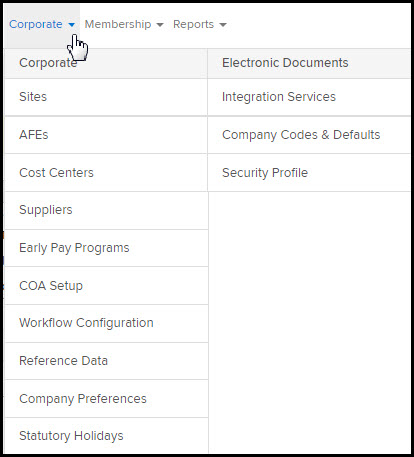 Corporate Membership Reports
Corporate Electronic Documents
Sites Integration Services
AFEs Company Codes & Defaults
Cost Centers Security Profile
Suppliers
Early Pay Programs
COA Setup
Workflow Configuration
Reference Data
Company Preferences
Statutory Holidays